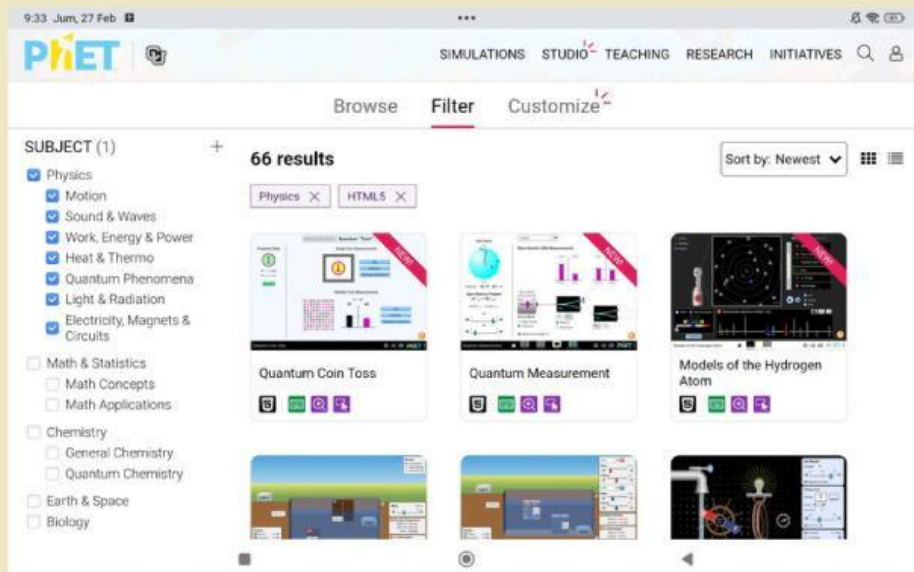 9:33 Jum, 27 Feb
PhET
SIMULATIONS STUDIO TEACHING RESEARCH INITIATIVES
Browse Filter Customize
SUBJECT (1) +
Physics
Motion
Sound & Waves
Work, Energy & Power
Heat & Thermo
Quantum Phenomena
Light & Radiation
Electricity, Magnets &
Circuits
Math & Statistics
Math Concepts
Math Applications
Chemistry
General Chemistry
Quantum Chemistry
Earth & Space
Biology
66 results
Sort by: Newest
Physics X HTML5 X
NEW!
NEW!
NEW!
Quantum Coin Toss
Quantum Measurement
Models of the Hydrogen
Atom